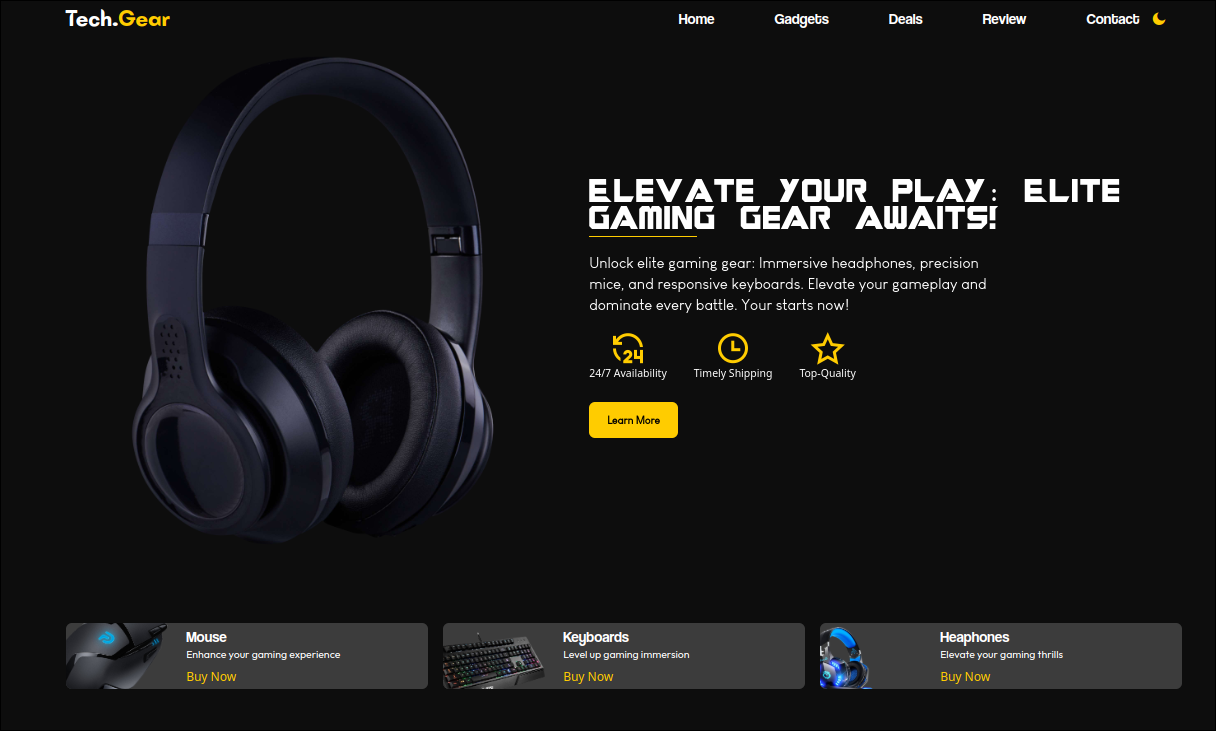 Tech.Gear
Home Gadgets Deals Review Contact
ELEVATE YOUR PLAY: ELITE
GAMING GEAR AWAITS!
Unlock elite gaming gear: Immersive headphones, precision
mice, and responsive keyboards. Elevate your gameplay and
dominate every battle. Your starts now!
24
24/7 Availability Timely Shipping Top-Quality
Learn More
Mouse
Enhance your gaming experience
Buy Now
Keyboards
Level up gaming immersion
Buy Now
Heaphones
Elevate your gaming thrills
Buy Now